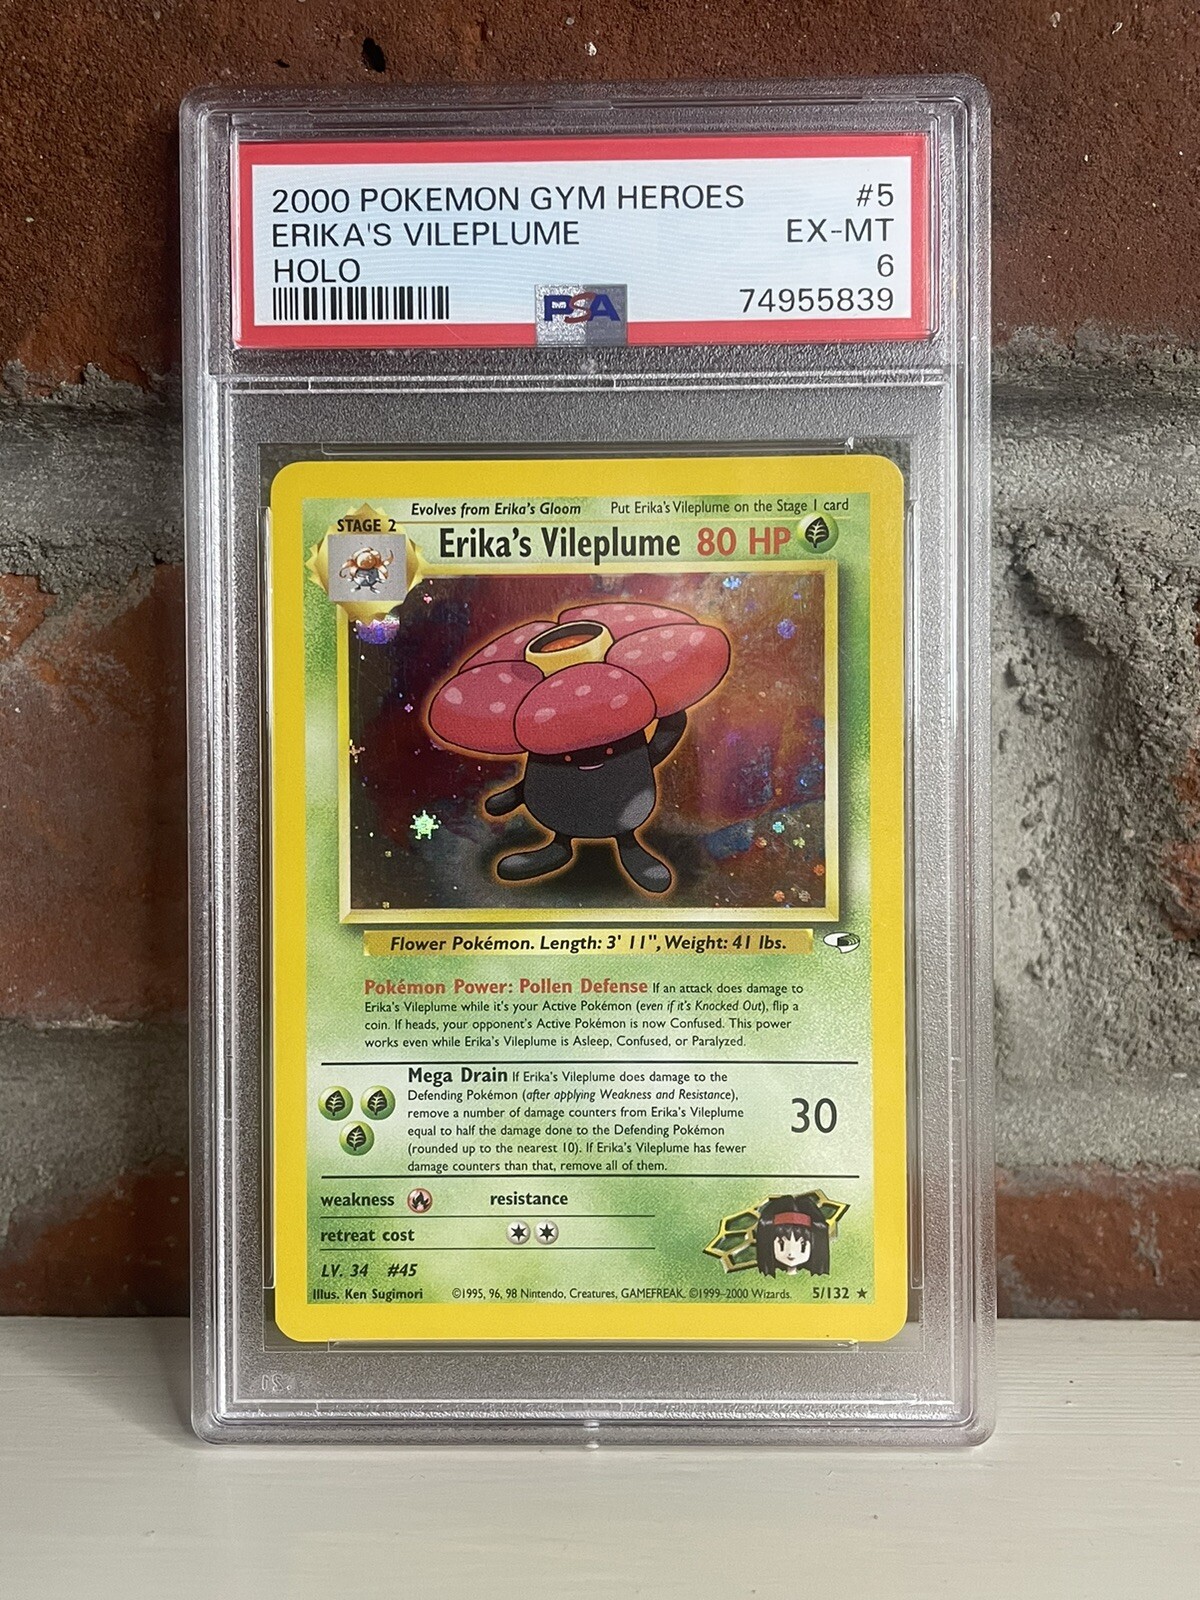 2000 POKEMON GYM HEROES #5
ERIKA'S VILEPLUME EX-MT
HOLO 6
PSA 74955839
Evolves from Erika's Gloom Put Erika's Vileplume on the Stage 1 card
STAGE 2
Erika's Vileplume 80 HP
Flower Pokémon. Length: 3' 11", Weight: 41 lbs.
Pokémon Power: Pollen Defense If an attack does damage to
Erika's Vileplume while it's your Active Pokémon (even if it's Knocked Out), flip a
coin. If heads, your opponent's Active Pokémon is now Confused. This power
works even while Erika's Vileplume is Asleep, Confused, or Paralyzed.
Mega Drain If Erika's Vileplume does damage to the
Defending Pokémon (after applying Weakness and Resistance),
remove a number of damage counters from Erika's Vileplume
equal to half the damage done to the Defending Pokémon
(rounded up to the nearest 10). If Erika's Vileplume has fewer
damage counters than that, remove all of them.
30
weakness resistance
retreat cost
LV. 34 #45
Illus. Ken Sugimori ©1995, 96, 98 Nintendo, Creatures, GAMEFREAK. ©1999-2000 Wizards. 5/132 ★